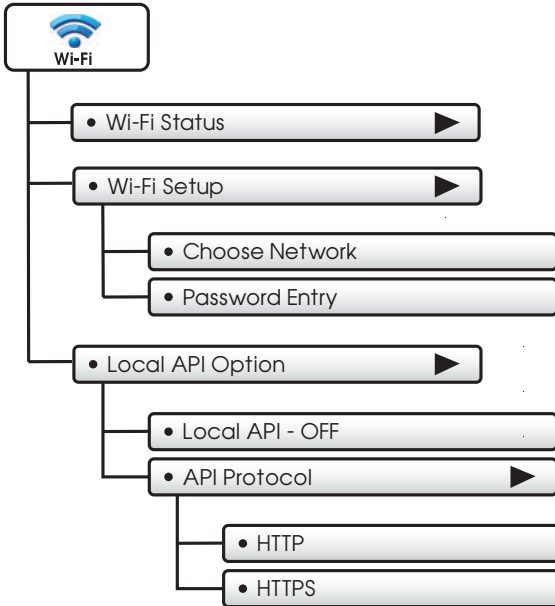 Wi-Fi
• Wi-Fi Status
• Wi-Fi Setup
• Choose Network
• Password Entry
• Local API Option
• Local API - OFF
• API Protocol
• HTTP
• HTTPS